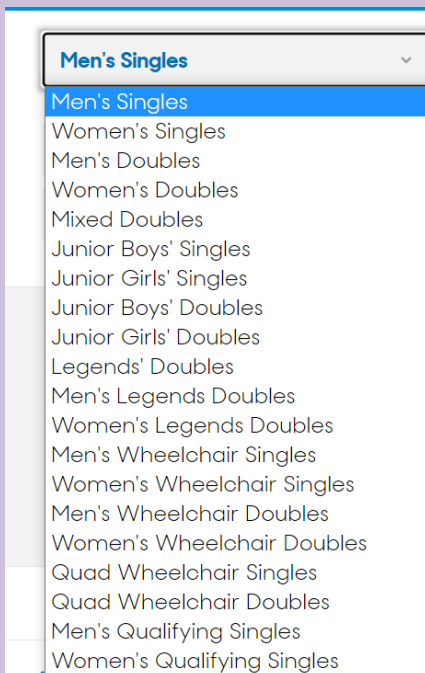 Men's Singles
Men's Singles
Women's Singles
Men's Doubles
Women's Doubles
Mixed Doubles
Junior Boys' Singles
Junior Girls' Singles
Junior Boys' Doubles
Junior Girls' Doubles
Legends' Doubles
Men's Legends Doubles
Women's Legends Doubles
Men's Wheelchair Singles
Women's Wheelchair Singles
Men's Wheelchair Doubles
Women's Wheelchair Doubles
Quad Wheelchair Singles
Quad Wheelchair Doubles
Men's Qualifying Singles
Women's Qualifying Singles